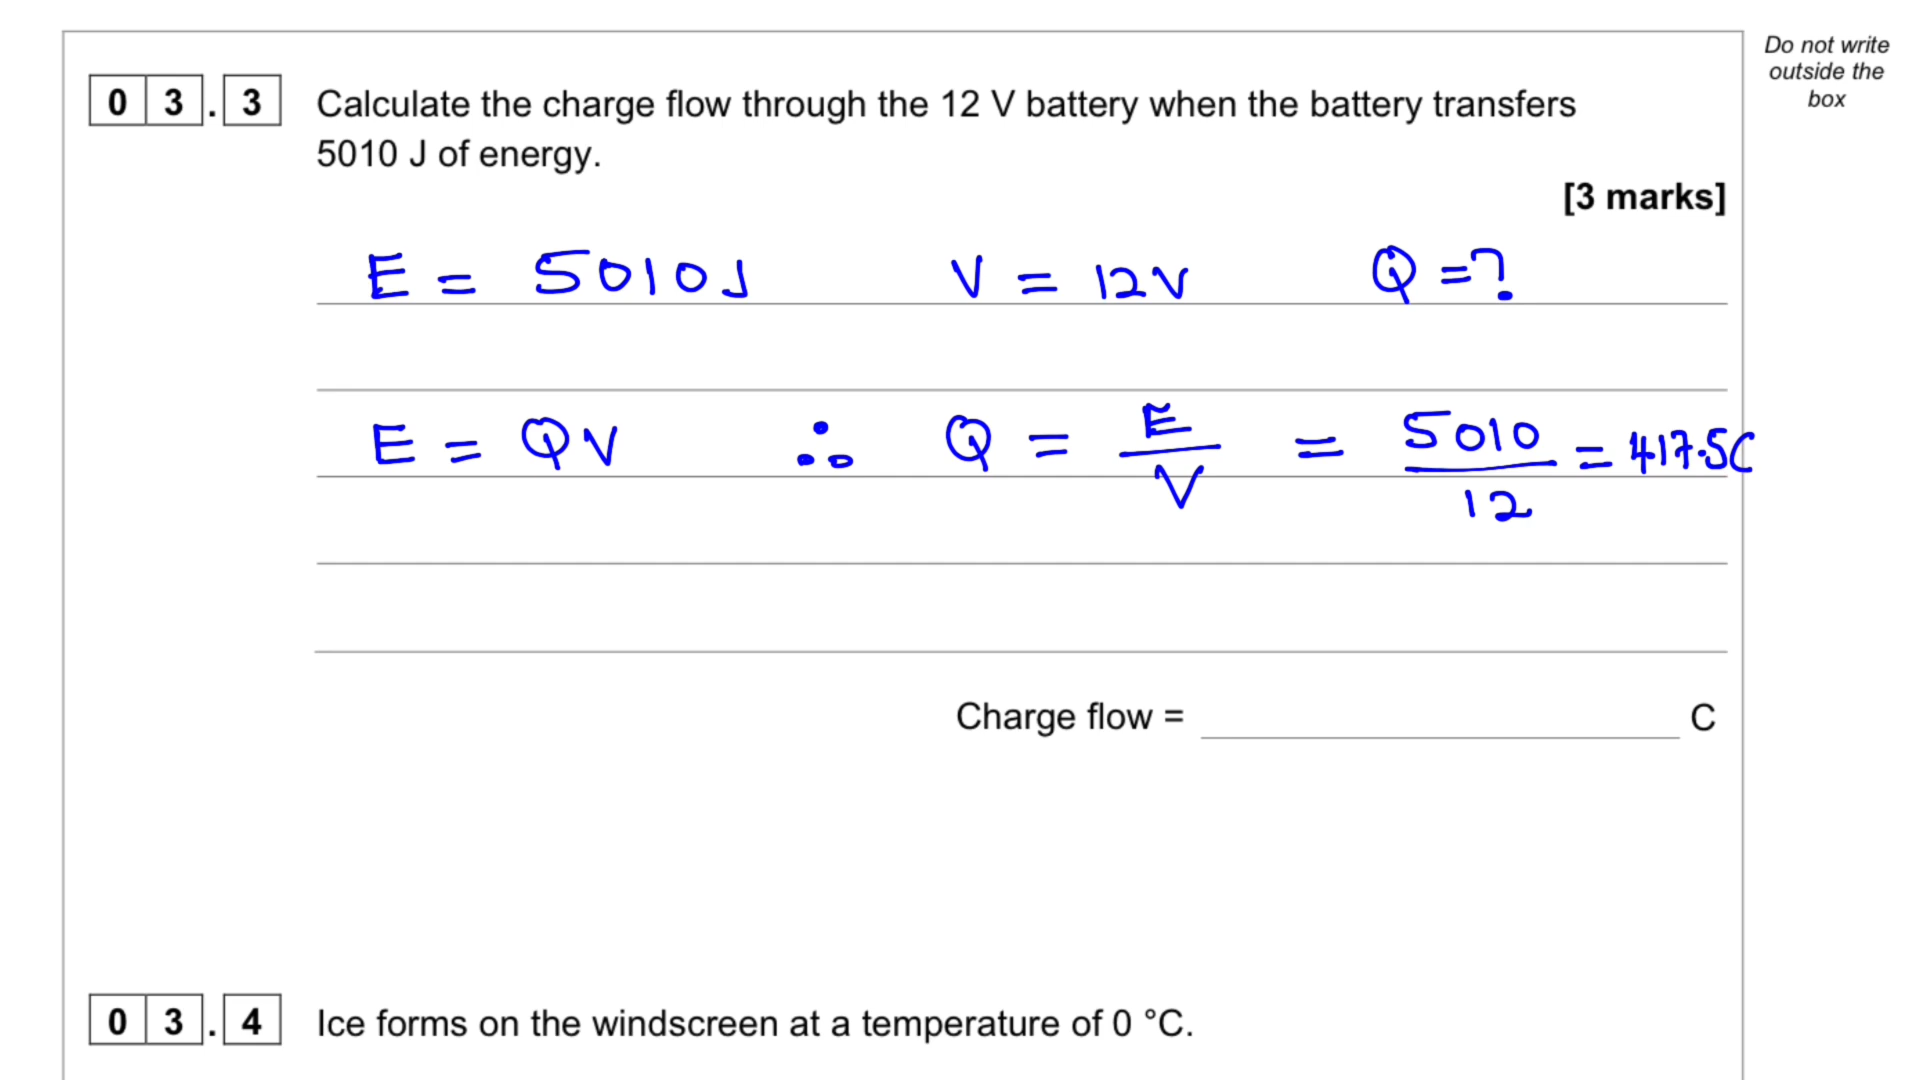 Do not write
outside the
box
0 3 . 3 Calculate the charge flow through the 12 V battery when the battery transfers
5010 J of energy.
[3 marks]
E = 5010J V = 12V Q = ?
E = QV ∴ Q = E/V = 5010/12 = 417.5C
Charge flow = ____________ C
0 3 . 4 Ice forms on the windscreen at a temperature of 0 °C.